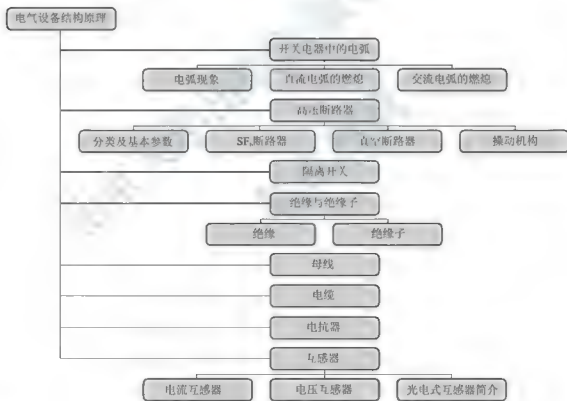 电气设备结构原理
开关电器中的电弧
电弧现象 直流电弧的燃熄 交流电弧的燃熄
高压断路器
分类及基本参数 SF₆断路器 真空断路器 操动机构
隔离开关
绝缘与绝缘子
绝缘 绝缘子
母线
电缆
电抗器
互感器
电流互感器 电压互感器 光电式互感器简介